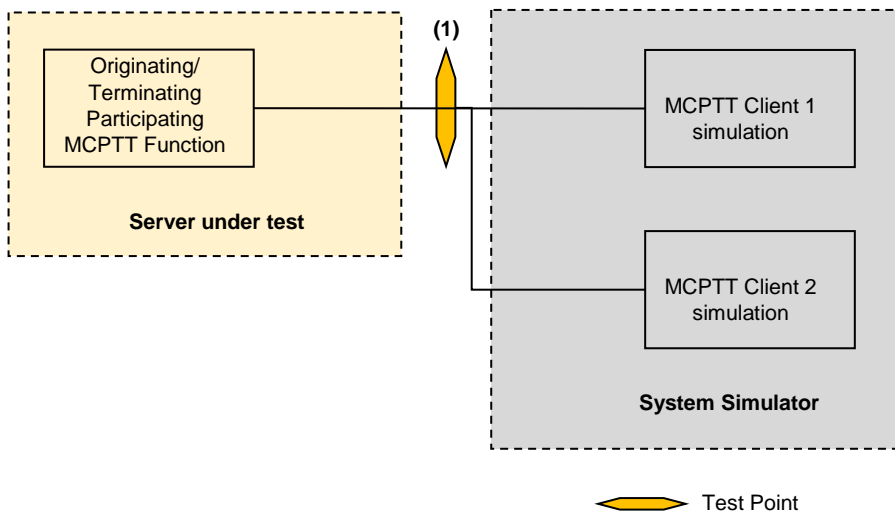 (1)
Originating/
Terminating
Participating
MCPTT Function
Server under test
MCPTT Client 1
simulation
MCPTT Client 2
simulation
System Simulator
Test Point